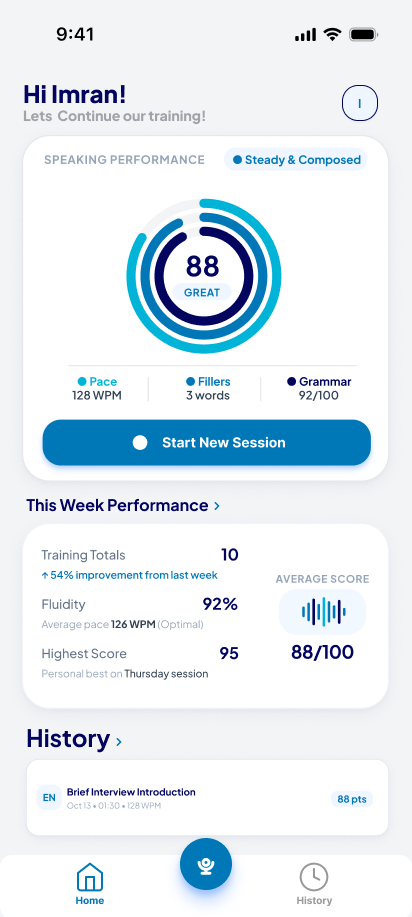 9:41
Hi Imran!
Lets Continue our training!
I
SPEAKING PERFORMANCE
Steady & Composed
88
GREAT
Pace
128 WPM
Fillers
3 words
Grammar
92/100
Start New Session
This Week Performance ›
Training Totals 10
↑ 54% improvement from last week
Fluidity 92%
Average pace 126 WPM (Optimal)
Highest Score 95
Personal best on Thursday session
AVERAGE SCORE
88/100
History ›
EN
Brief Interview Introduction
Oct 13 • 01:30 • 128 WPM
88 pts
Home
History